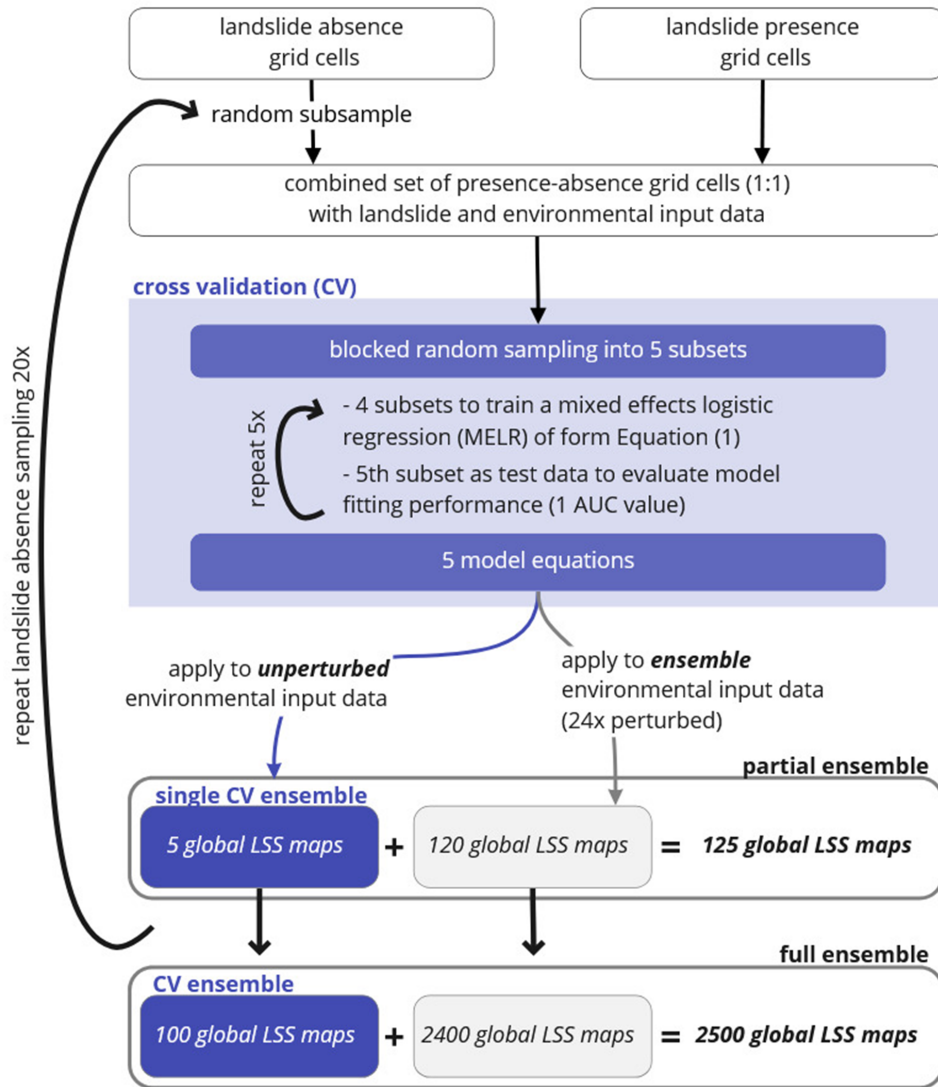 landslide absence
grid cells
landslide presence
grid cells
random subsample
combined set of presence-absence grid cells (1:1)
with landslide and environmental input data
cross validation (CV)
blocked random sampling into 5 subsets
repeat 5x
- 4 subsets to train a mixed effects logistic
regression (MELR) of form Equation (1)
- 5th subset as test data to evaluate model
fitting performance (1 AUC value)
5 model equations
repeat landslide absence sampling 20x
apply to unperturbed
environmental input data
apply to ensemble
environmental input data
(24x perturbed)
partial ensemble
single CV ensemble
5 global LSS maps + 120 global LSS maps = 125 global LSS maps
full ensemble
CV ensemble
100 global LSS maps + 2400 global LSS maps = 2500 global LSS maps